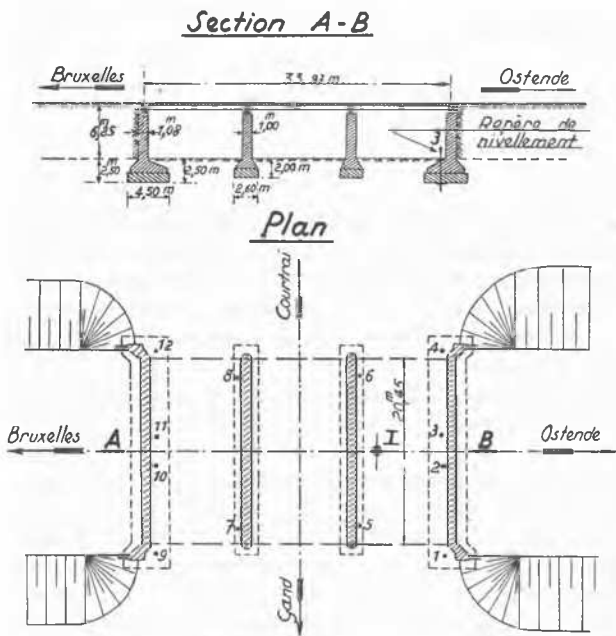 Section A-B
Bruxelles
33.93 m
Ostende
6,25 m
1,08 m
1,00 m
3
Repère de
nivellement
2,50 m
2,50 m
2,00 m
4,50 m
2,60 m
Plan
Courtrai
12
4
8
6
20,45 m
11
3
Bruxelles
A
I
B
Ostende
10
2
7
5
9
1
Gand